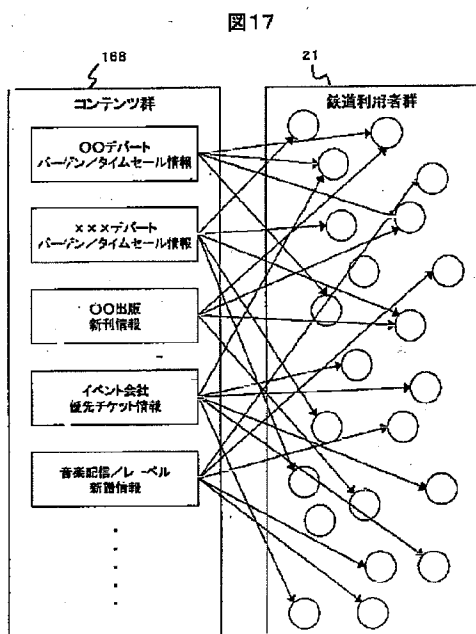 図17
168
21
コンテンツ群
鉄道利用者群
〇〇デパート
バーゲン/タイムセール情報
×××デパート
バーゲン/タイムセール情報
〇〇出版
新刊情報
イベント会社
優先チケット情報
音楽配信/レーベル
新譜情報